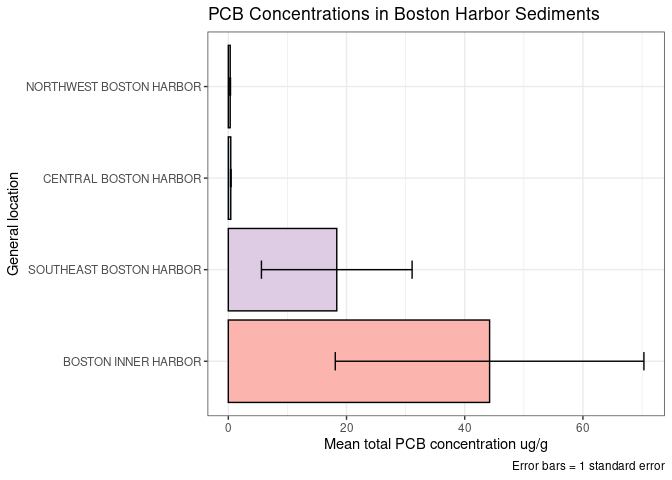 PCB Concentrations in Boston Harbor Sediments
General location
NORTHWEST BOSTON HARBOR
CENTRAL BOSTON HARBOR
SOUTHEAST BOSTON HARBOR
BOSTON INNER HARBOR
0 20 40 60
Mean total PCB concentration ug/g
Error bars = 1 standard error